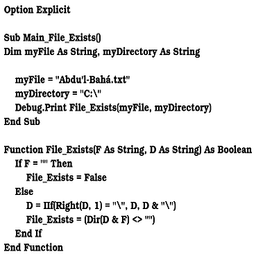 Option Explicit
Sub Main_File_Exists()
Dim myFile As String, myDirectory As String
myFile = "Abdu'l-Bahá.txt"
myDirectory = "C:\"
Debug.Print File_Exists(myFile, myDirectory)
End Sub
Function File_Exists(F As String, D As String) As Boolean
If F = "" Then
File_Exists = False
Else
D = IIf(Right(D, 1) = "\", D, D & "\")
File_Exists = (Dir(D & F) <> "")
End If
End Function